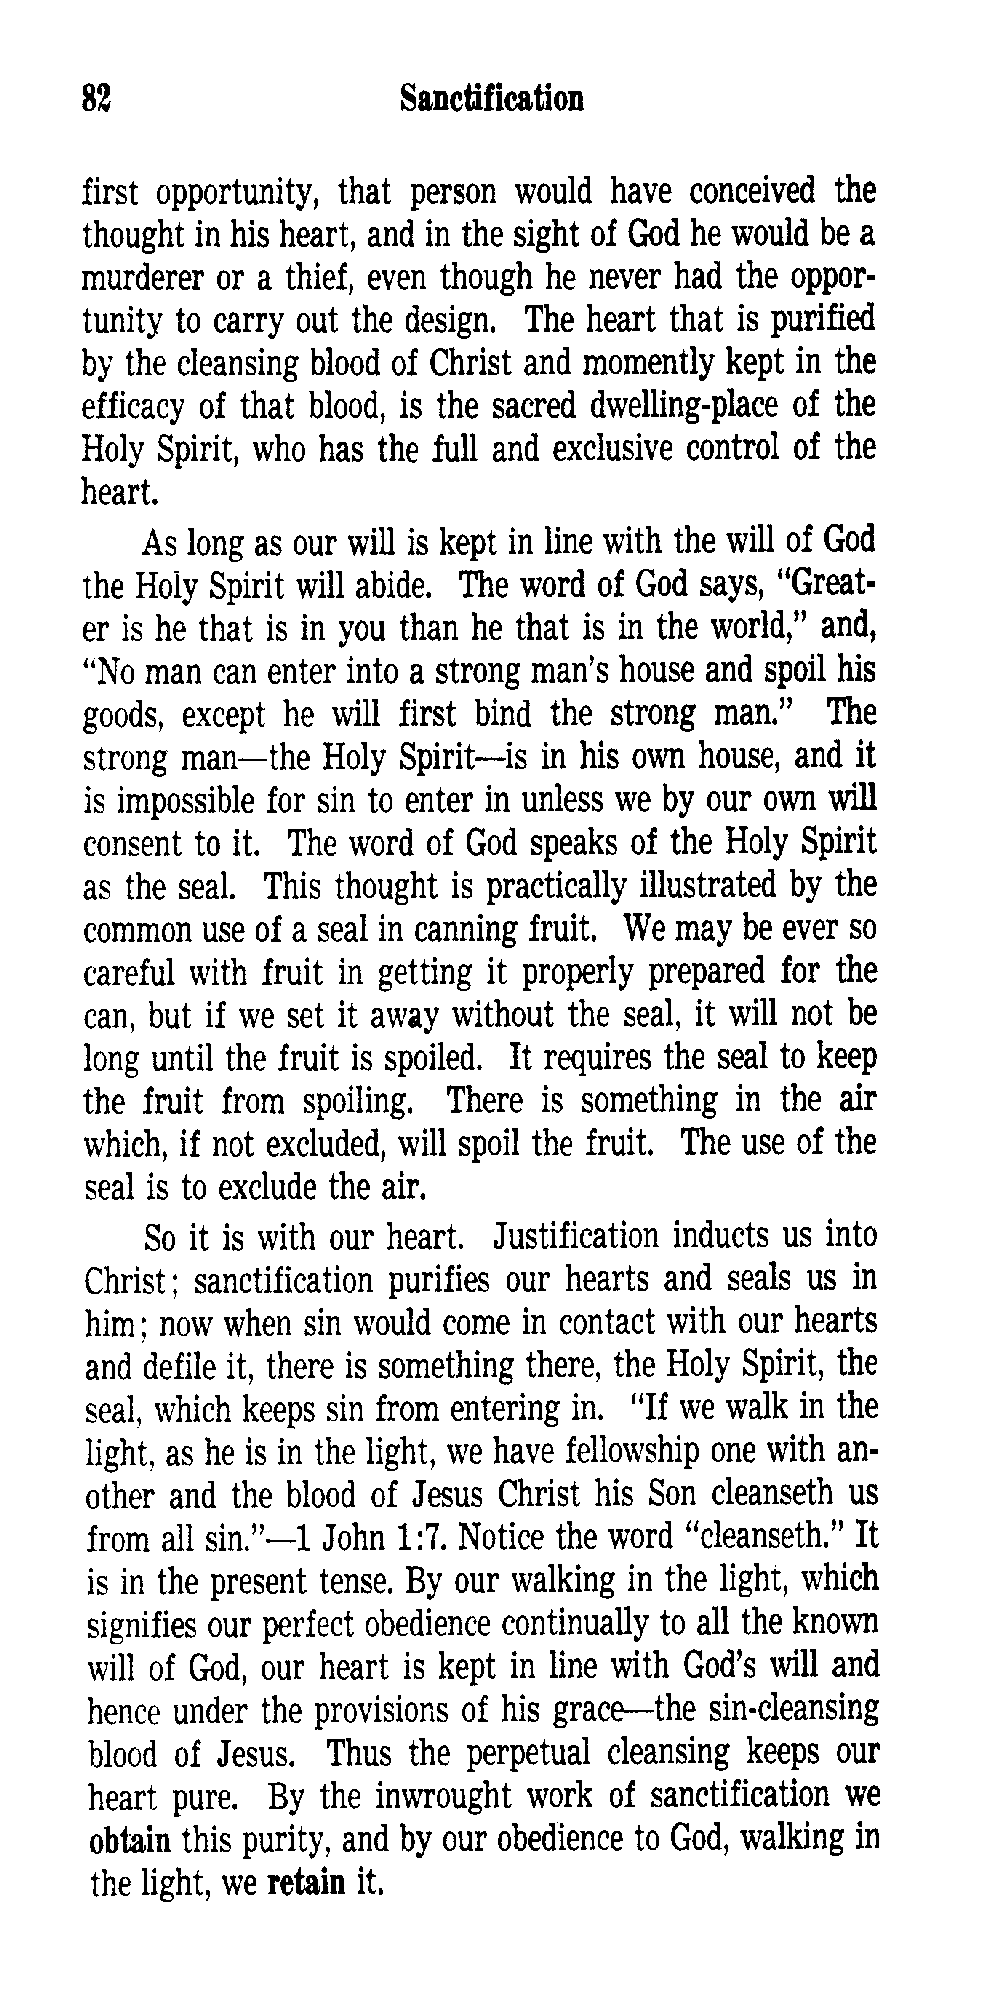 82 Sanctification
first opportunity, that person would have conceived the
thought in his heart, and in the sight of God he would be a
murderer or a thief, even though he never had the oppor-
tunity to carry out the design. The heart that is purified
by the cleansing blood of Christ and momently kept in the
efficacy of that blood, is the sacred dwelling-place of the
Holy Spirit, who has the full and exclusive control of the
heart.
As long as our will is kept in line with the will of God
the Holy Spirit will abide. The word of God says, “Great-
er is he that is in you than he that is in the world,” and,
“No man can enter into a strong man's house and spoil his
goods, except he will first bind the strong man.” The
strong man—the Holy Spirit—is in his own house, and it
is impossible for sin to enter in unless we by our own will
consent to it. The word of God speaks of the Holy Spirit
as the seal. This thought is practically illustrated by the
common use of a seal in canning fruit. We may be ever so
careful with fruit in getting it properly prepared for the
can, but if we set it away without the seal, it will not be
long until the fruit is spoiled. It requires the seal to keep
the fruit from spoiling. There is something in the air
which, if not excluded, will spoil the fruit. The use of the
seal is to exclude the air.
So it is with our heart. Justification inducts us into
Christ; sanctification purifies our hearts and seals us in
him; now when sin would come in contact with our hearts
and defile it, there is something there, the Holy Spirit, the
seal, which keeps sin from entering in. “If we walk in the
light, as he is in the light, we have fellowship one with an-
other and the blood of Jesus Christ his Son cleanseth us
from all sin.”—1 John 1:7. Notice the word “cleanseth.” It
is in the present tense. By our walking in the light, which
signifies our perfect obedience continually to all the known
will of God, our heart is kept in line with God's will and
hence under the provisions of his grace—the sin-cleansing
blood of Jesus. Thus the perpetual cleansing keeps our
heart pure. By the inwrought work of sanctification we
obtain this purity, and by our obedience to God, walking in
the light, we retain it.